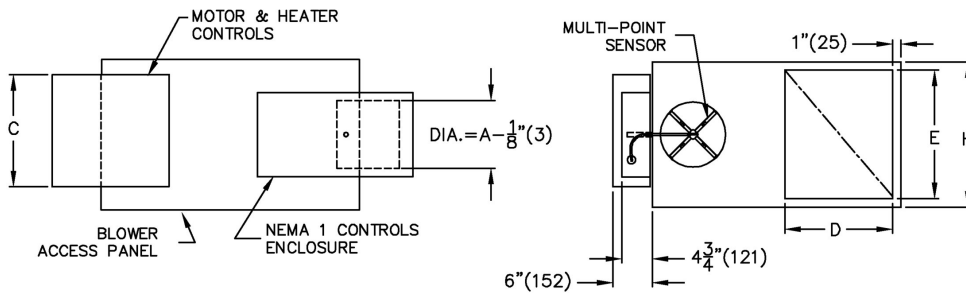 MOTOR & HEATER
CONTROLS
C
DIA.=A-1/8"(3)
BLOWER
ACCESS PANEL
NEMA 1 CONTROLS
ENCLOSURE
MULTI-POINT
SENSOR
1"(25)
E
D
4 3/4"(121)
6"(152)